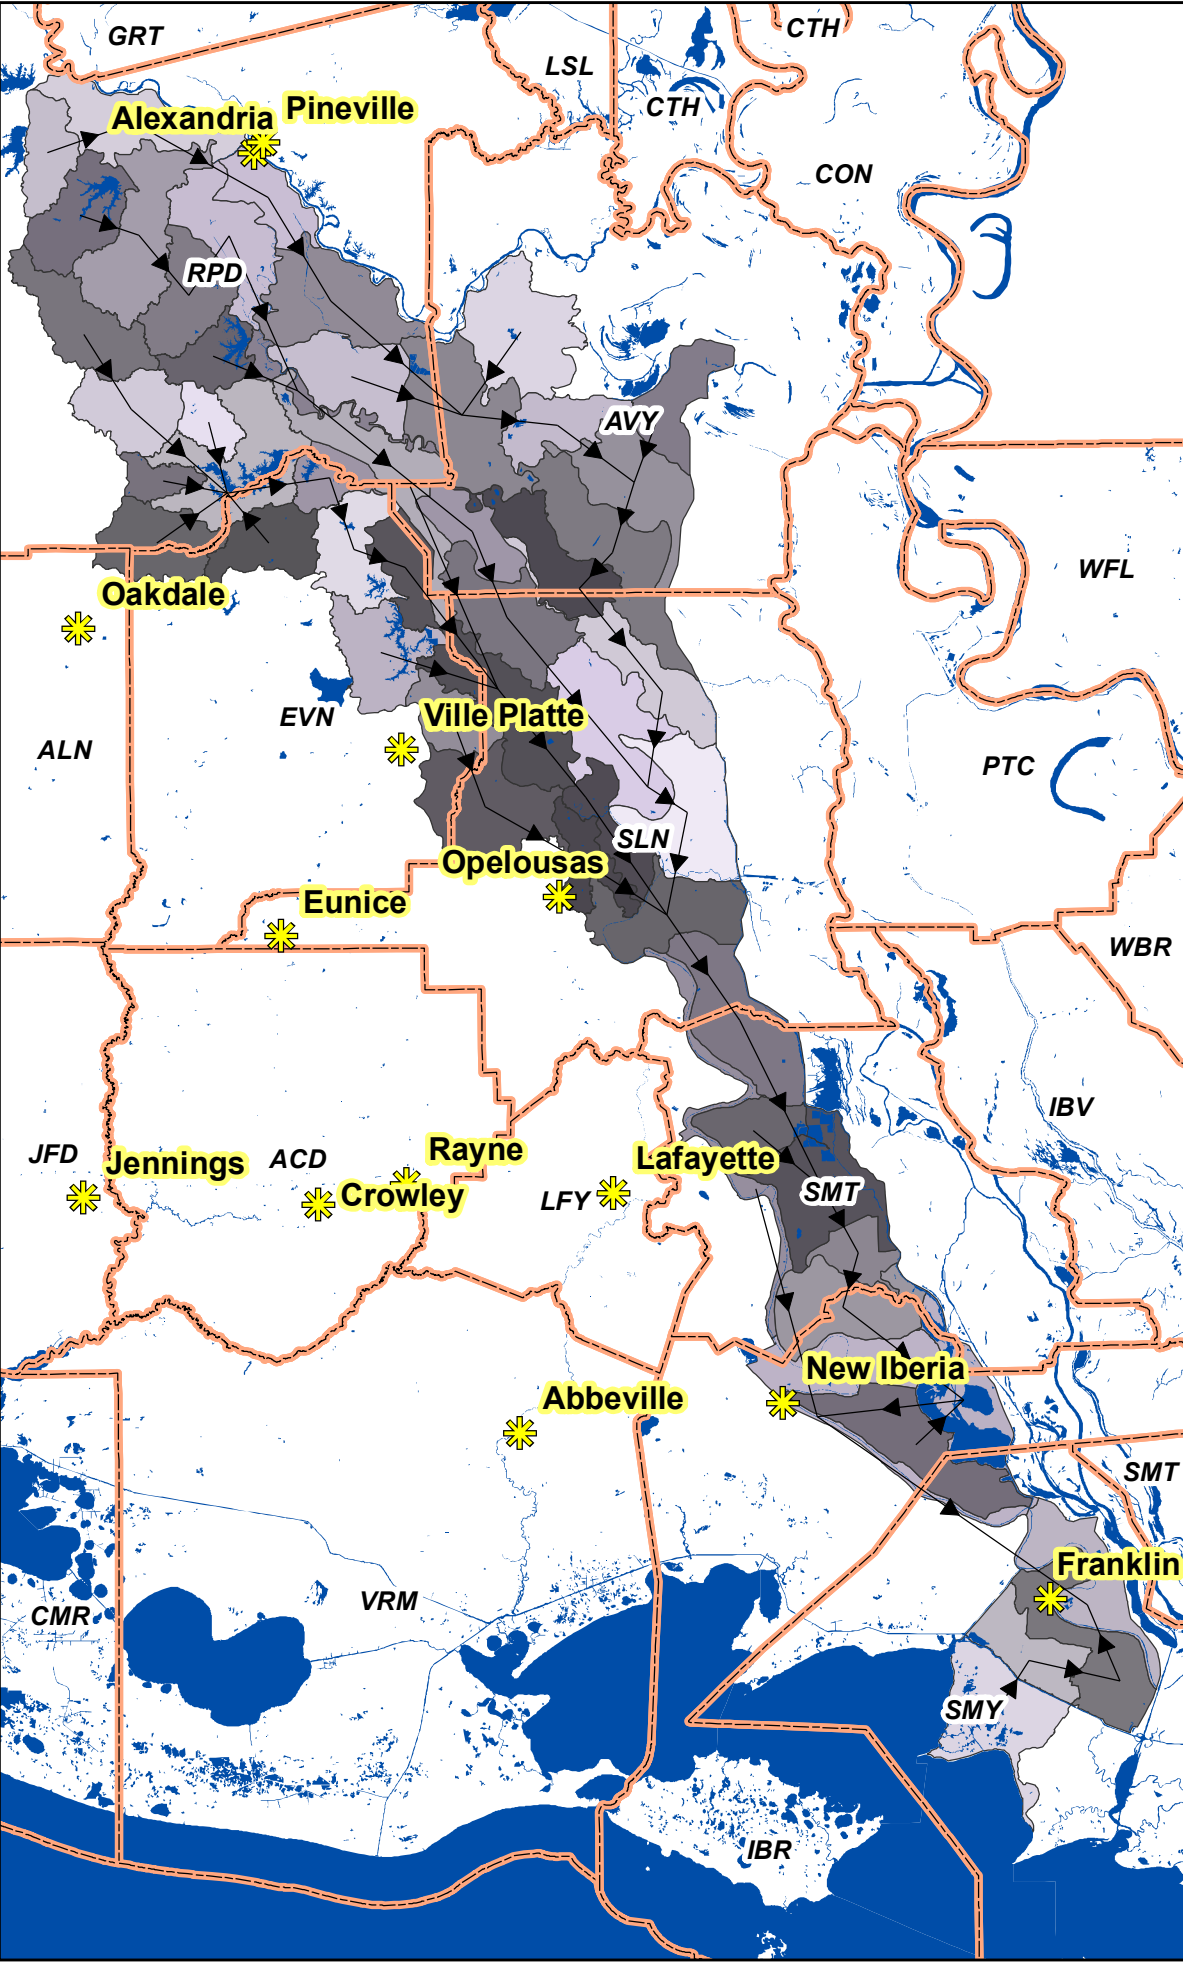 GRT
CTH
LSL
CTH
Pineville
Alexandria
CON
RPD
AVY
WFL
Oakdale
EVN
Ville Platte
ALN
PTC
SLN
Opelousas
Eunice
WBR
IBV
Rayne
JFD
Jennings
ACD
Lafayette
Crowley
LFY
SMT
New Iberia
Abbeville
SMT
Franklin
VRM
CMR
SMY
IBR